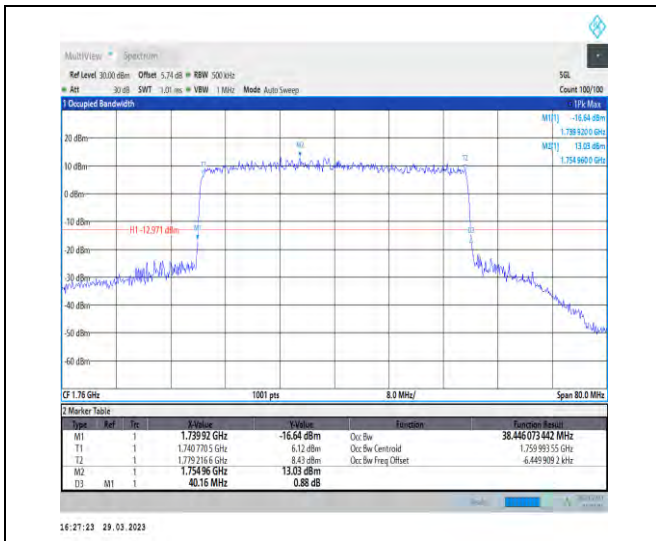 MultiView Spectrum
Ref Level 30.00 dBm Offset 5.74 dB RBW 500 kHz SGL
Att 30 dB SWT 1.01 ms VBW 1 MHz Mode Auto Sweep Count 100/100
1 Occupied Bandwidth 1Pk Max
M1[1] -16.64 dBm
1.739 920 0 GHz
M2[1] 13.03 dBm
1.754 960 0 GHz
20 dBm
M2
10 dBm
0 dBm
-10 dBm
H1 -12.971 dBm
M1
D3
-20 dBm
-30 dBm
-40 dBm
-50 dBm
-60 dBm
CF 1.76 GHz 1001 pts 8.0 MHz/ Span 80.0 MHz
2 Marker Table
Type Ref Trc X-Value Y-Value Function Function Result
M1 1 1.739 92 GHz -16.64 dBm Occ Bw 38.446 073 442 MHz
T1 1 1.740 770 5 GHz 6.12 dBm Occ Bw Centroid 1.759 993 55 GHz
T2 1 1.779 216 6 GHz 8.43 dBm Occ Bw Freq Offset -6.449 909 2 kHz
M2 1 1.754 96 GHz 13.03 dBm
D3 M1 1 40.16 MHz 0.88 dB
16:27:23 29.03.2023